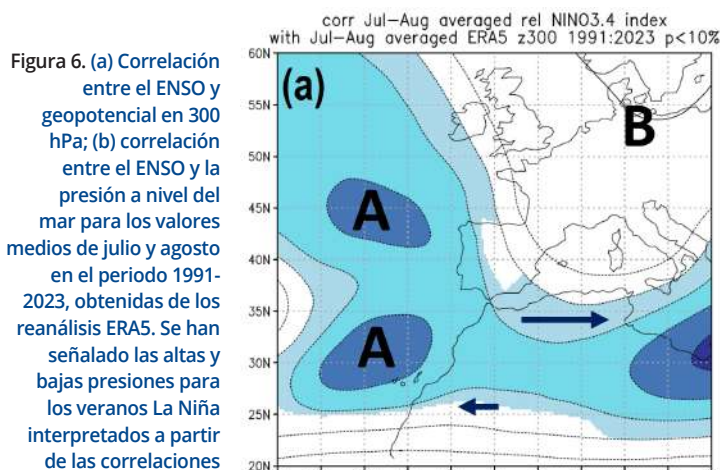 Figura 6. (a) Correlación
entre el ENSO y
geopotencial en 300
hPa; (b) correlación
entre el ENSO y la
presión a nivel del
mar para los valores
medios de julio y agosto
en el periodo 1991-
2023, obtenidas de los
reanálisis ERA5. Se han
señalado las altas y
bajas presiones para
los veranos La Niña
interpretados a partir
de las correlaciones
corr Jul-Aug averaged rel NINO3.4 index
with Jul-Aug averaged ERA5 z300 1991:2023 p<10%
60N
(a)
55N
B
50N
45N
A
40N
35N
A
30N
25N
20N